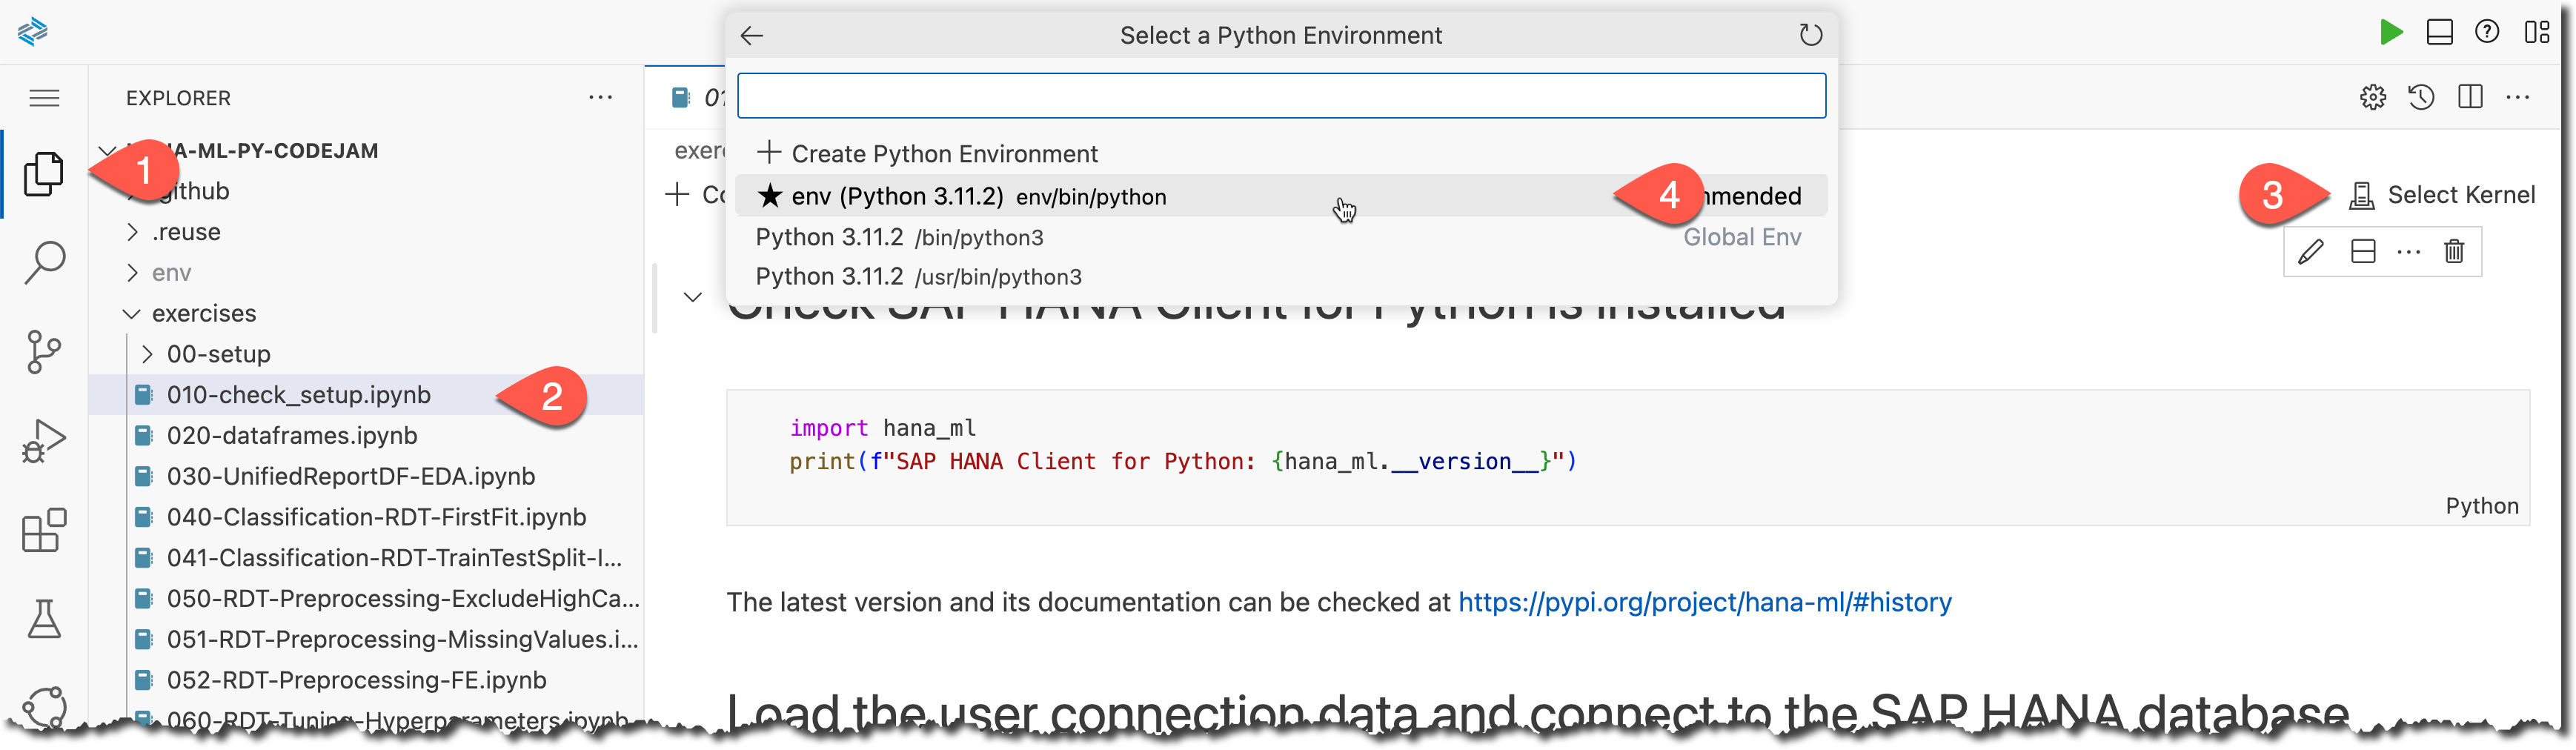 Select a Python Environment
EXPLORER
A-ML-PY-CODEJAM
github
.reuse
env
exercises
00-setup
010-check_setup.ipynb
020-dataframes.ipynb
030-UnifiedReportDF-EDA.ipynb
040-Classification-RDT-FirstFit.ipynb
041-Classification-RDT-TrainTestSplit-I...
050-RDT-Preprocessing-ExcludeHighCa...
051-RDT-Preprocessing-MissingValues.i...
052-RDT-Preprocessing-FE.ipynb
060-RDT-Tuning-Hyperparameters.ipynb
1
2
01
exer
+ Co
+ Create Python Environment
★ env (Python 3.11.2) env/bin/python mmended
Python 3.11.2 /bin/python3 Global Env
Python 3.11.2 /usr/bin/python3
4
3
Select Kernel
Check SAP HANA Client for Python is installed
import hana_ml
print(f"SAP HANA Client for Python: {hana_ml.__version__}")
Python
The latest version and its documentation can be checked at https://pypi.org/project/hana-ml/#history
Load the user connection data and connect to the SAP HANA database